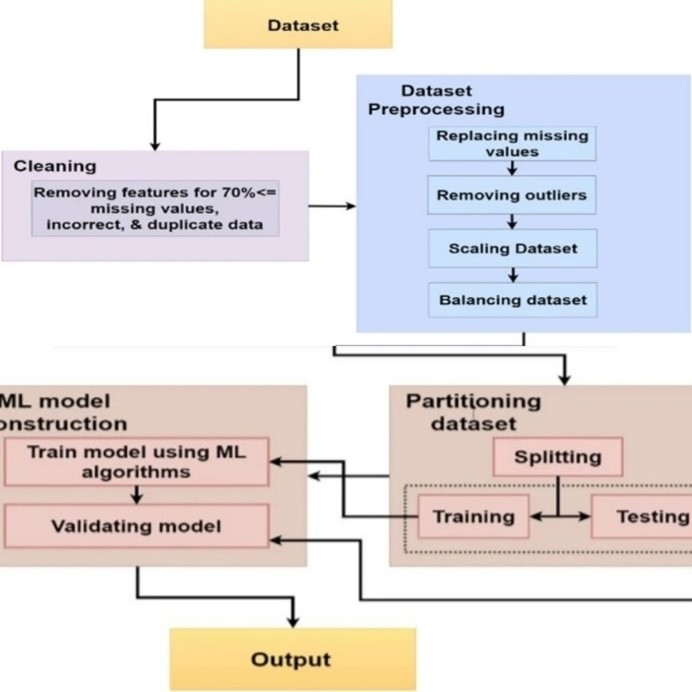 Dataset
Cleaning
Removing features for 70%<=
missing values,
incorrect, & duplicate data
Dataset
Preprocessing
Replacing missing
values
Removing outliers
Scaling Dataset
Balancing dataset
ML model
onstruction
Train model using ML
algorithms
Validating model
Partitioning
dataset
Splitting
Training
Testing
Output